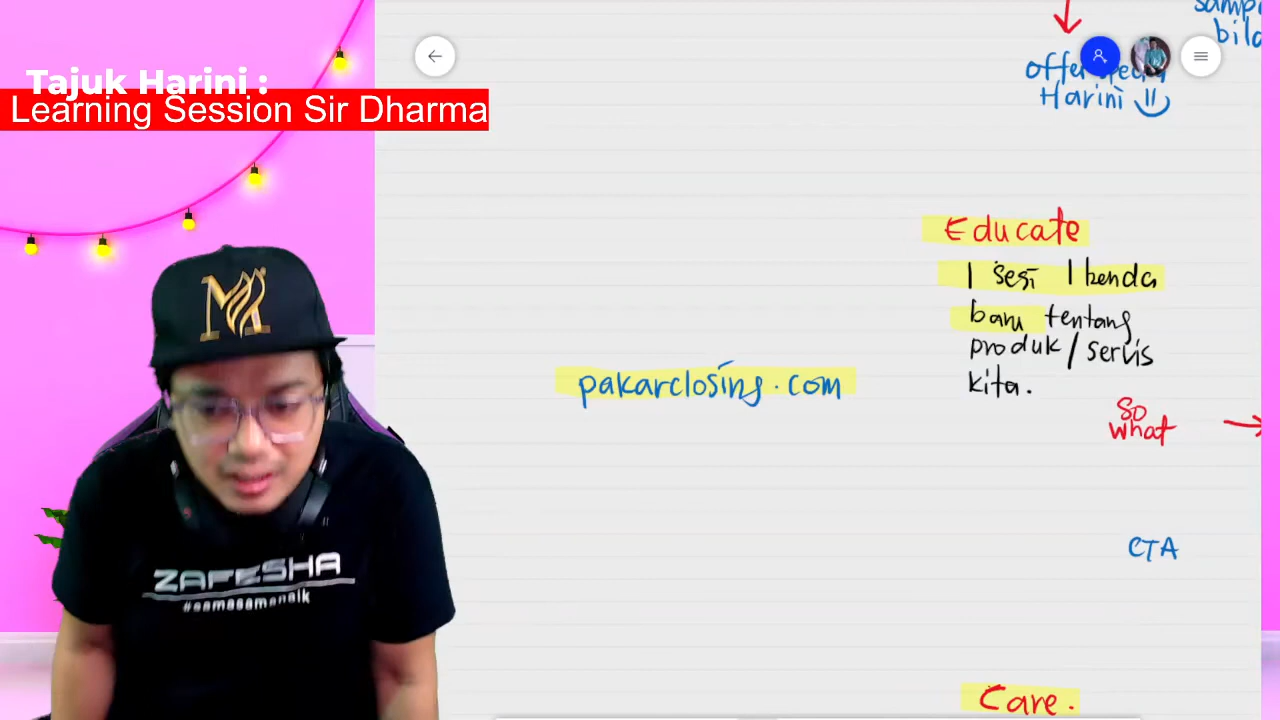 Tajuk Harini :
Learning Session Sir Dharma
ZAFESHA
#samasamanaik
Harini
Educate
1 sesi 1 benda
baru tentang
produk / servis
kita.
pakarclosing.com
So
what
CTA
Care.